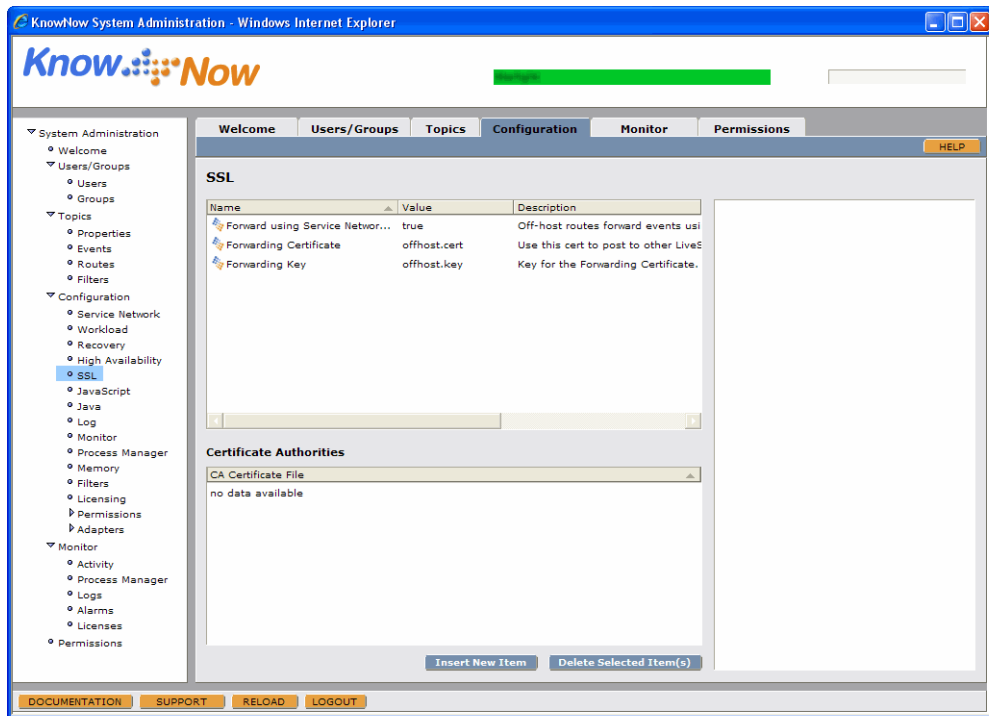 KnowNow System Administration - Windows Internet Explorer
Know Now
System Administration
Welcome
Users/Groups
Users
Groups
Topics
Properties
Events
Routes
Filters
Configuration
Service Network
Workload
Recovery
High Availability
SSL
JavaScript
Java
Log
Monitor
Process Manager
Memory
Filters
Licensing
Permissions
Adapters
Monitor
Activity
Process Manager
Logs
Alarms
Licenses
Permissions
Welcome Users/Groups Topics Configuration Monitor Permissions
HELP
SSL
Name Value Description
Forward using Service Networ... true Off-host routes forward events usi
Forwarding Certificate offhost.cert Use this cert to post to other LiveS
Forwarding Key offhost.key Key for the Forwarding Certificate.
Certificate Authorities
CA Certificate File
no data available
Insert New Item Delete Selected Item(s)
DOCUMENTATION SUPPORT RELOAD LOGOUT